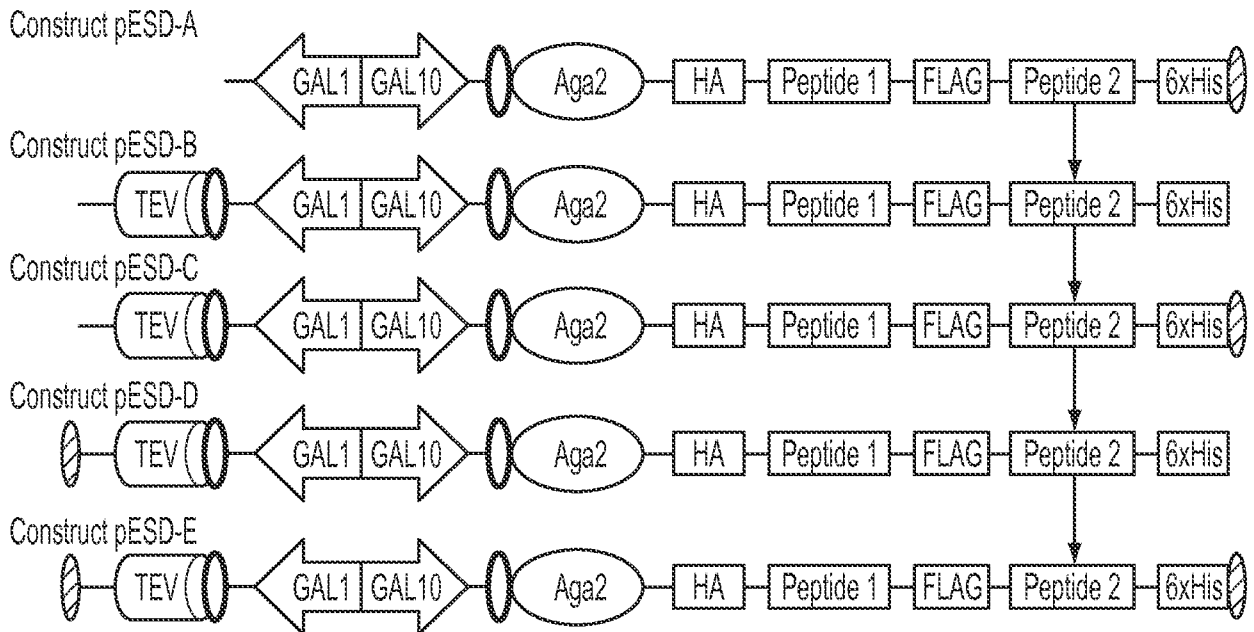 Construct pESD-A
GAL1 GAL10 Aga2 HA Peptide 1 FLAG Peptide 2 6xHis
Construct pESD-B
TEV GAL1 GAL10 Aga2 HA Peptide 1 FLAG Peptide 2 6xHis
Construct pESD-C
TEV GAL1 GAL10 Aga2 HA Peptide 1 FLAG Peptide 2 6xHis
Construct pESD-D
TEV GAL1 GAL10 Aga2 HA Peptide 1 FLAG Peptide 2 6xHis
Construct pESD-E
TEV GAL1 GAL10 Aga2 HA Peptide 1 FLAG Peptide 2 6xHis